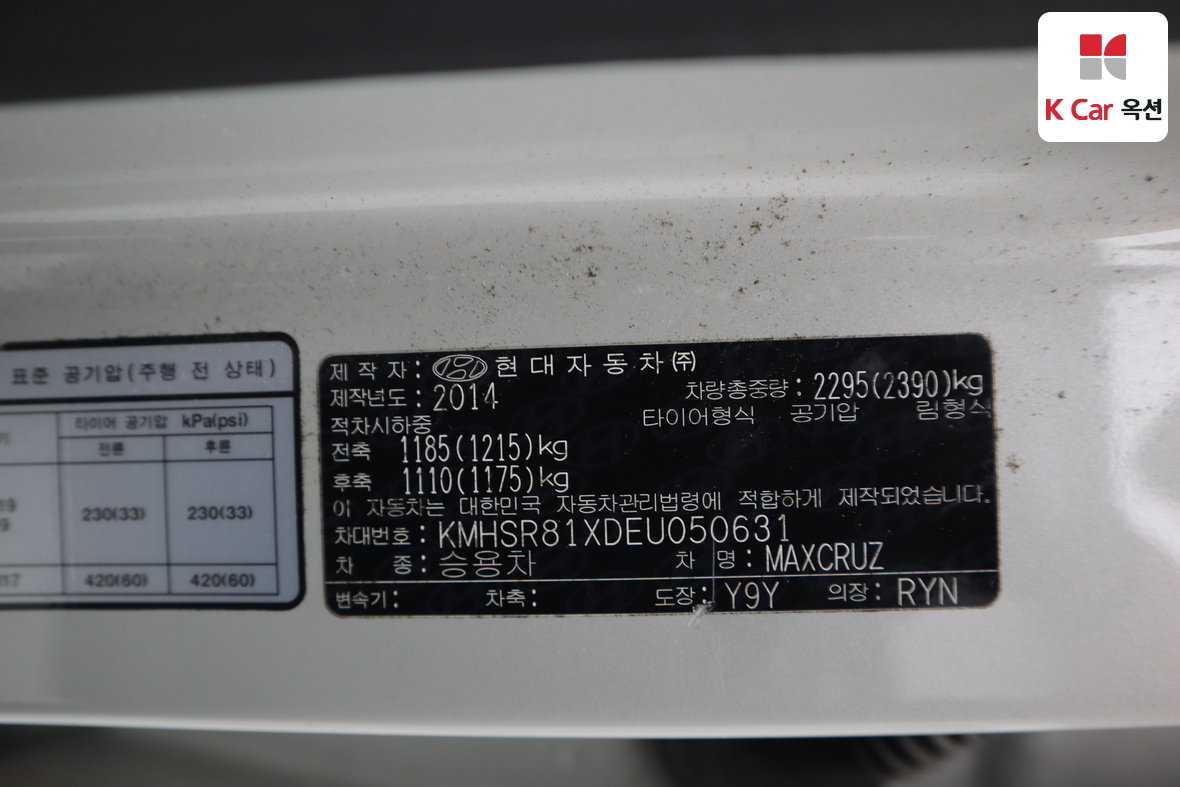 K Car 옥션
표준 공기압(주행 전 상태)
타이어 공기압 kPa(psi)
전륜 후륜
230(33) 230(33)
420(60) 420(60)
제작자: 현대자동차(주)
제작년도: 2014 차량총중량: 2295(2390)kg
적차시하중 타이어형식 공기압 림형식
전축 1185(1215)kg
후축 1110(1175)kg
이 자동차는 대한민국 자동차관리법령에 적합하게 제작되었습니다.
차대번호: KMHSR81XDEU050631
차 종: 승용차 차 명: MAXCRUZ
변속기: 차축: 도장: Y9Y 의장: RYN